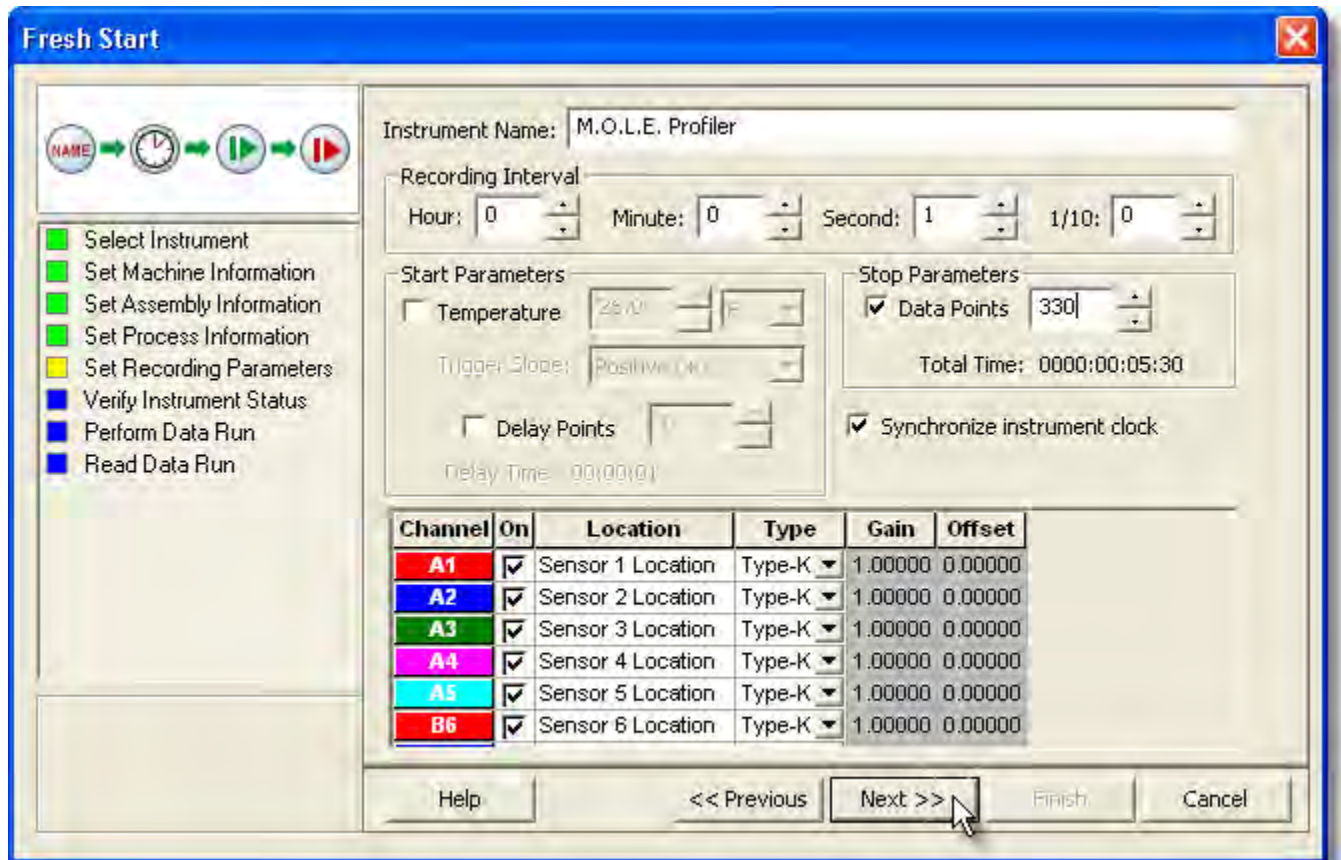 Fresh Start
NAME
Select Instrument
Set Machine Information
Set Assembly Information
Set Process Information
Set Recording Parameters
Verify Instrument Status
Perform Data Run
Read Data Run
Instrument Name: M.O.L.E. Profiler
Recording Interval
Hour: 0 Minute: 0 Second: 1 1/10: 0
Start Parameters
Temperature
Trigger Slope:
Delay Points
Delay Time
Stop Parameters
Data Points 330
Total Time: 0000:00:05:30
Synchronize instrument clock
Channel On Location Type Gain Offset
A1 Sensor 1 Location Type-K 1.00000 0.00000
A2 Sensor 2 Location Type-K 1.00000 0.00000
A3 Sensor 3 Location Type-K 1.00000 0.00000
A4 Sensor 4 Location Type-K 1.00000 0.00000
A5 Sensor 5 Location Type-K 1.00000 0.00000
B6 Sensor 6 Location Type-K 1.00000 0.00000
Help << Previous Next >> Finish Cancel